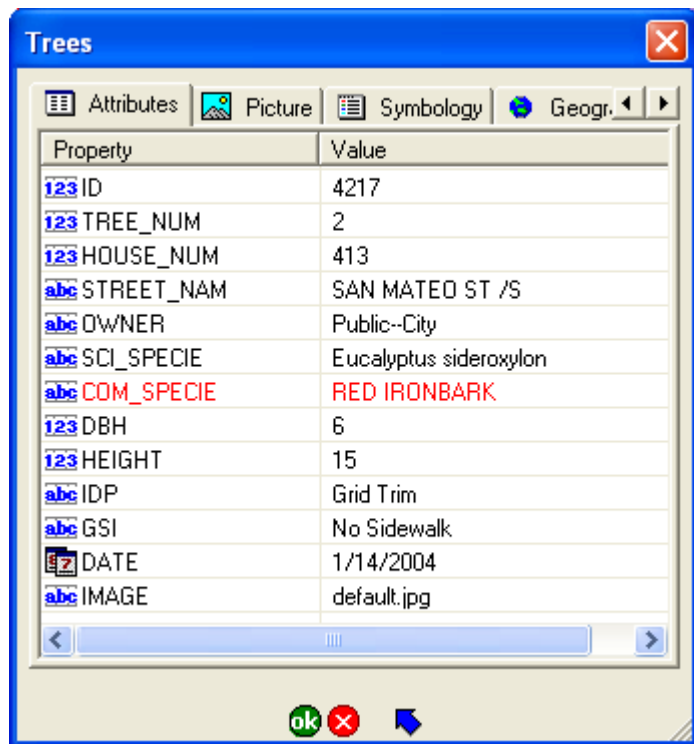 Trees
Attributes Picture Symbology Geogr
Property Value
123 ID 4217
123 TREE_NUM 2
123 HOUSE_NUM 413
abc STREET_NAM SAN MATEO ST /S
abc OWNER Public--City
abc SCI_SPECIE Eucalyptus sideroxylon
abc COM_SPECIE RED IRONBARK
123 DBH 6
123 HEIGHT 15
abc IDP Grid Trim
abc GSI No Sidewalk
DATE 1/14/2004
abc IMAGE default.jpg
ok